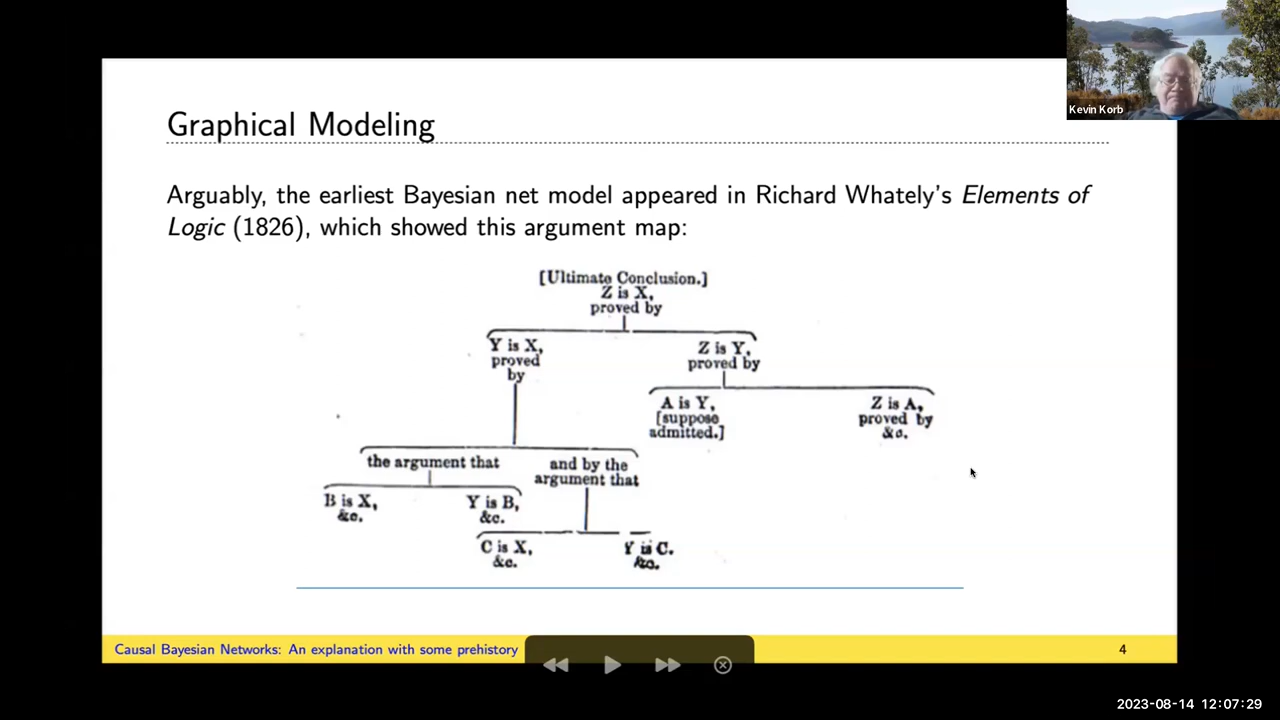 Kevin Korb
Graphical Modeling
Arguably, the earliest Bayesian net model appeared in Richard Whately's Elements of
Logic (1826), which showed this argument map:
[Ultimate Conclusion.]
Z is X,
proved by
Y is X,
proved
by
Z is Y,
proved by
A is Y,
[suppose
admitted.]
Z is A,
proved by
&c.
the argument that
and by the
argument that
B is X,
&c.
Y is B,
&c.
C is X,
&c.
Y is C.
&c.
Causal Bayesian Networks: An explanation with some prehistory
4
2023-08-14 12:07:29